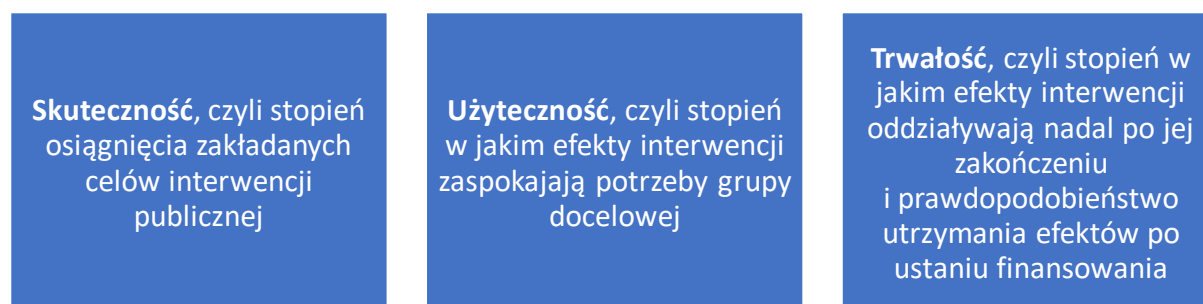 Skuteczność, czyli stopień
osiągnięcia zakładanych
celów interwencji
publicznej
Użyteczność, czyli stopień
w jakim efekty interwencji
zaspokajają potrzeby grupy
docelowej
Trwałość, czyli stopień w
jakim efekty interwencji
oddziaływają nadal po jej
zakończeniu
i prawdopodobieństwo
utrzymania efektów po
ustaniu finansowania